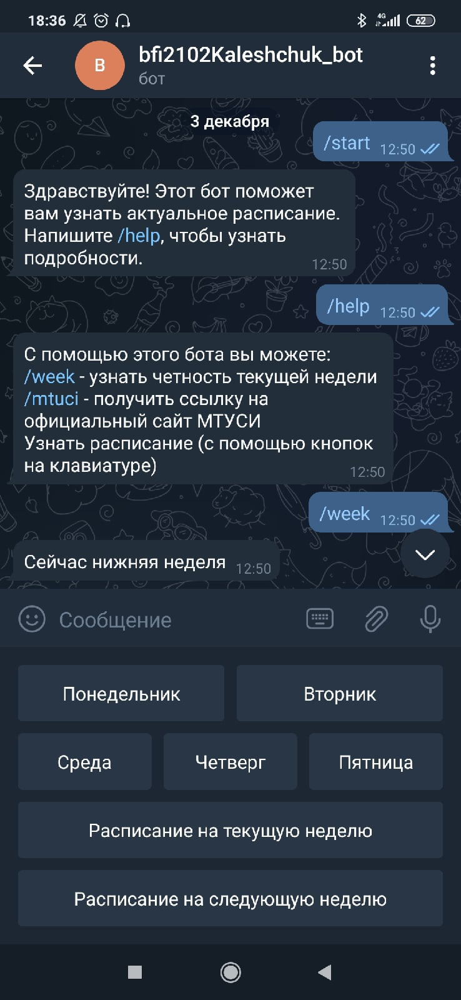 18:36
4G
62
B
bfi2102Kaleshchuk_bot
бот
3 декабря
/start 12:50
Здравствуйте! Этот бот поможет
вам узнать актуальное расписание.
Напишите /help, чтобы узнать
подробности. 12:50
/help 12:50
С помощью этого бота вы можете:
/week - узнать четность текущей недели
/mtuci - получить ссылку на
официальный сайт МТУСИ
Узнать расписание (с помощью кнопок
на клавиатуре) 12:50
/week 12:50
Сейчас нижняя неделя 12:50
Сообщение
Понедельник Вторник
Среда Четверг Пятница
Расписание на текущую неделю
Расписание на следующую неделю